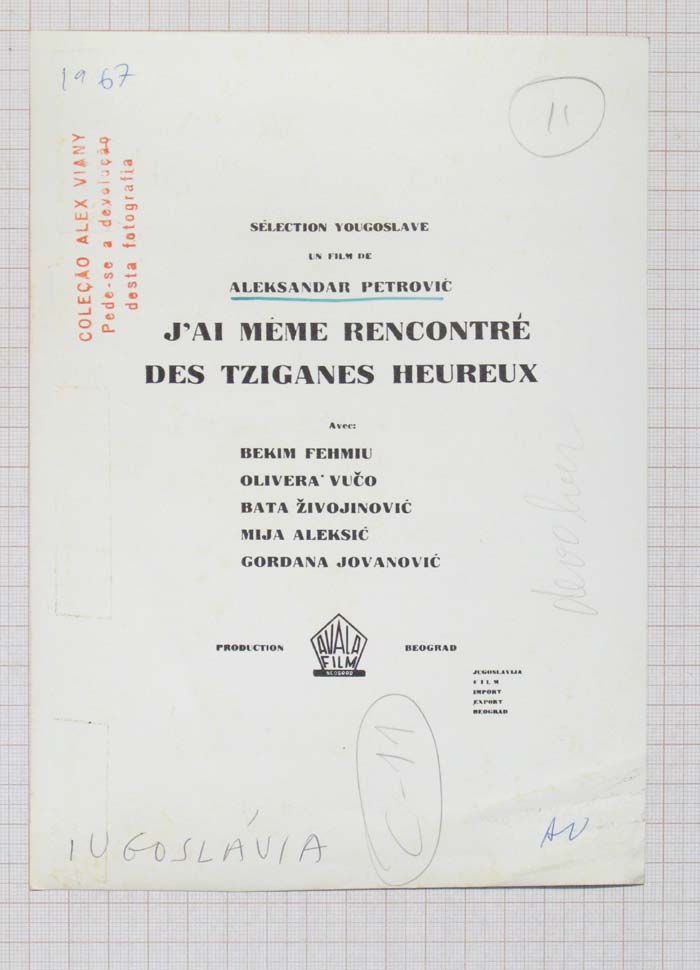 1967
11
COLEÇÃO ALEX VIANY
Pede-se a devolução
desta fotografia
SÉLECTION YOUGOSLAVE
UN FILM DE
ALEKSANDAR PETROVIĆ
J'AI MÊME RENCONTRÉ
DES TZIGANES HEUREUX
Avec:
BEKIM FEHMIU
OLIVERA VUČO
BATA ŽIVOJINOVIĆ
MIJA ALEKSIĆ
GORDANA JOVANOVIĆ
devolver
PRODUCTION
AVALA
FILM
BEOGRAD
BEOGRAD
JUGOSLAVIJA
FILM
IMPORT
EXPORT
BEOGRAD
C-11
IUGOSLÁVIA
AV